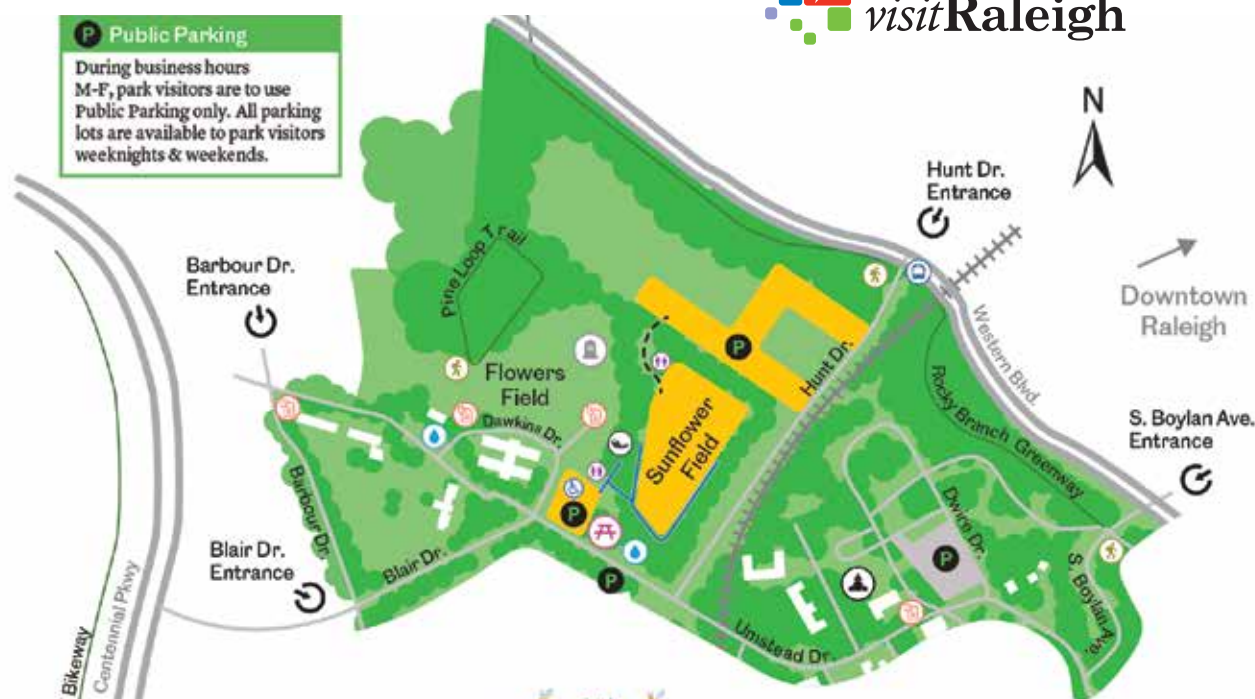 visitRaleigh
P Public Parking
During business hours
M-F, park visitors are to use
Public Parking only. All parking
lots are available to park visitors
weeknights & weekends.
N
Hunt Dr.
Entrance
Downtown
Raleigh
Barbour Dr.
Entrance
Pine Loop Trail
P
Hunt Dr.
Western Blvd.
Flowers
Field
Rocky Branch Greenway
Sunflower
Field
Dawkins Dr.
S. Boylan Ave.
Entrance
Barbour Dr.
P
Dwire Dr.
P
Blair Dr.
Entrance
Blair Dr.
P
S. Boylan Ave.
Umstead Dr.
Bikeway
Centennial Pkwy